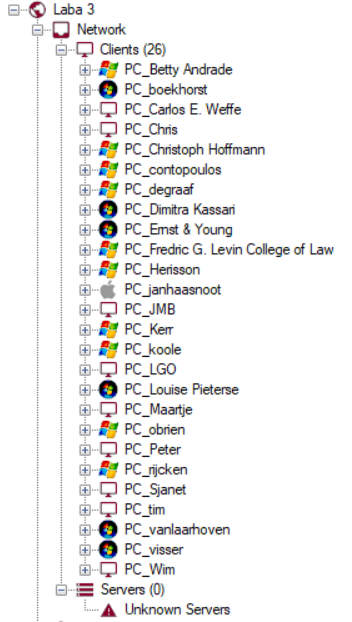 Laba 3
Network
Clients (26)
PC_Betty Andrade
PC_boekhorst
PC_Carlos E. Weffe
PC_Chris
PC_Christoph Hoffmann
PC_contopoulos
PC_degraaf
PC_Dimitra Kassari
PC_Ernst & Young
PC_Fredric G. Levin College of Law
PC_Herisson
PC_janhaasnoot
PC_JMB
PC_Kerr
PC_koole
PC_LGO
PC_Louise Pieterse
PC_Maartje
PC_obrien
PC_Peter
PC_rijcken
PC_Sjanet
PC_tim
PC_vanlaarhoven
PC_visser
PC_Wim
Servers (0)
Unknown Servers